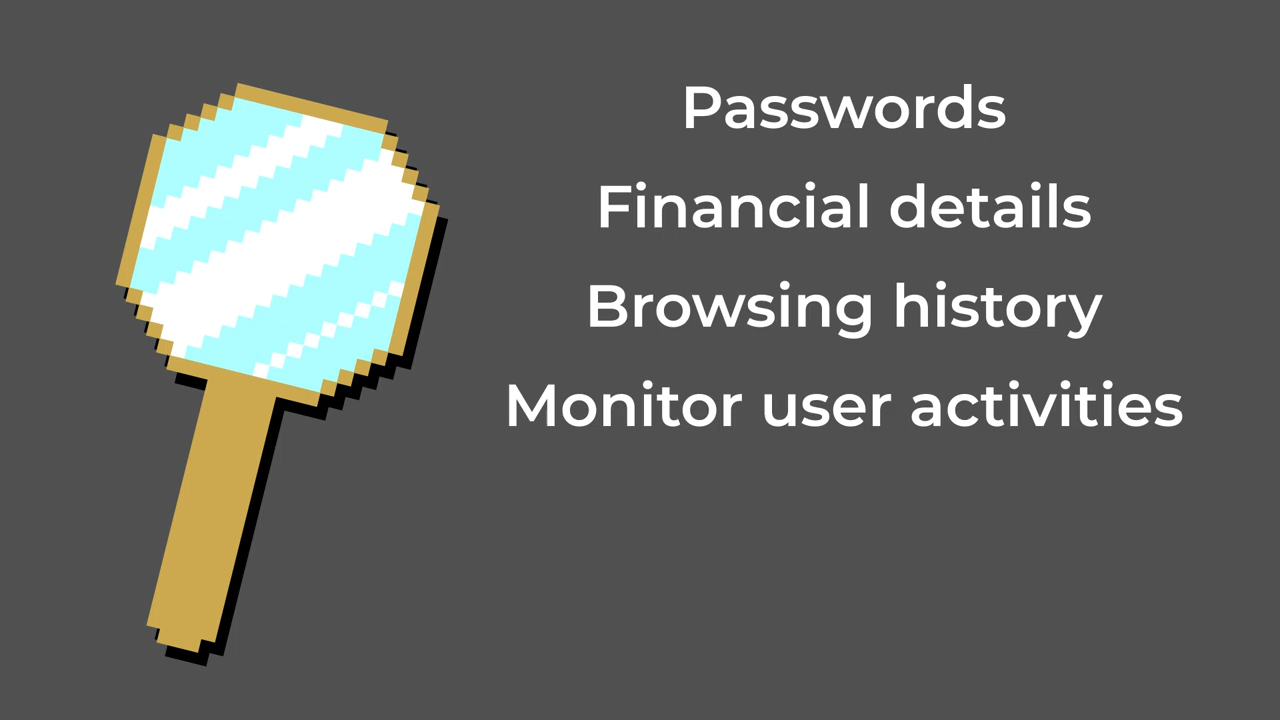 Passwords
Financial details
Browsing history
Monitor user activities